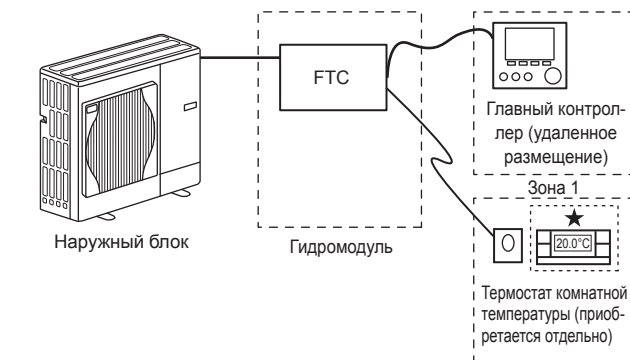 FTC
Главный контрол-
лер (удаленное
размещение)
Зона 1
20.0°C
Наружный блок
Гидромодуль
Термостат комнатной
температуры (приоб-
ретается отдельно)